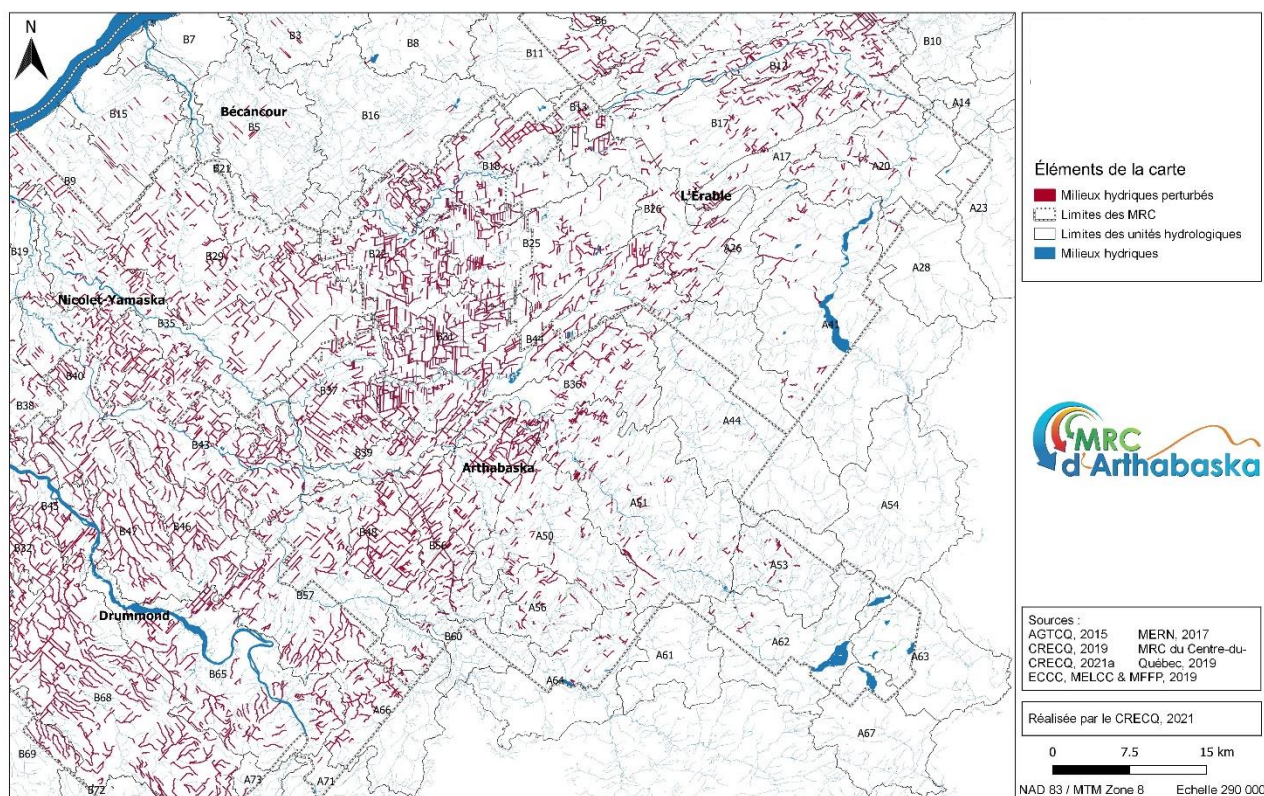 N
B7
B3
B8
B6
B11
B10
B12
B15
Bécancour
B5
B16
B13
A14
B17
B9
B21
B18
A17
A20
L'Érable
B26
A23
B19
B29
B22
B25
A26
A28
Nicolet-Yamaska
B35
B31
B44
A41
B40
B37
B36
B38
A44
B43
B39
Arthabaska
A51
A54
B45
B47
B46
B48
B56
A50
B32
A53
B57
A56
Drummond
B60
A62
A61
A63
B65
A64
B68
A66
A67
B69
A73
A71
B72
Éléments de la carte
Milieux hydriques perturbés
Limites des MRC
Limites des unités hydrologiques
Milieux hydriques
MRC
d'Arthabaska
Sources :
AGTCQ, 2015 MERN, 2017
CRECQ, 2019 MRC du Centre-du-
CRECQ, 2021a Québec, 2019
ECCC, MELCC & MFFP, 2019
Réalisée par le CRECQ, 2021
0 7.5 15 km
NAD 83 / MTM Zone 8 Echelle 290 000